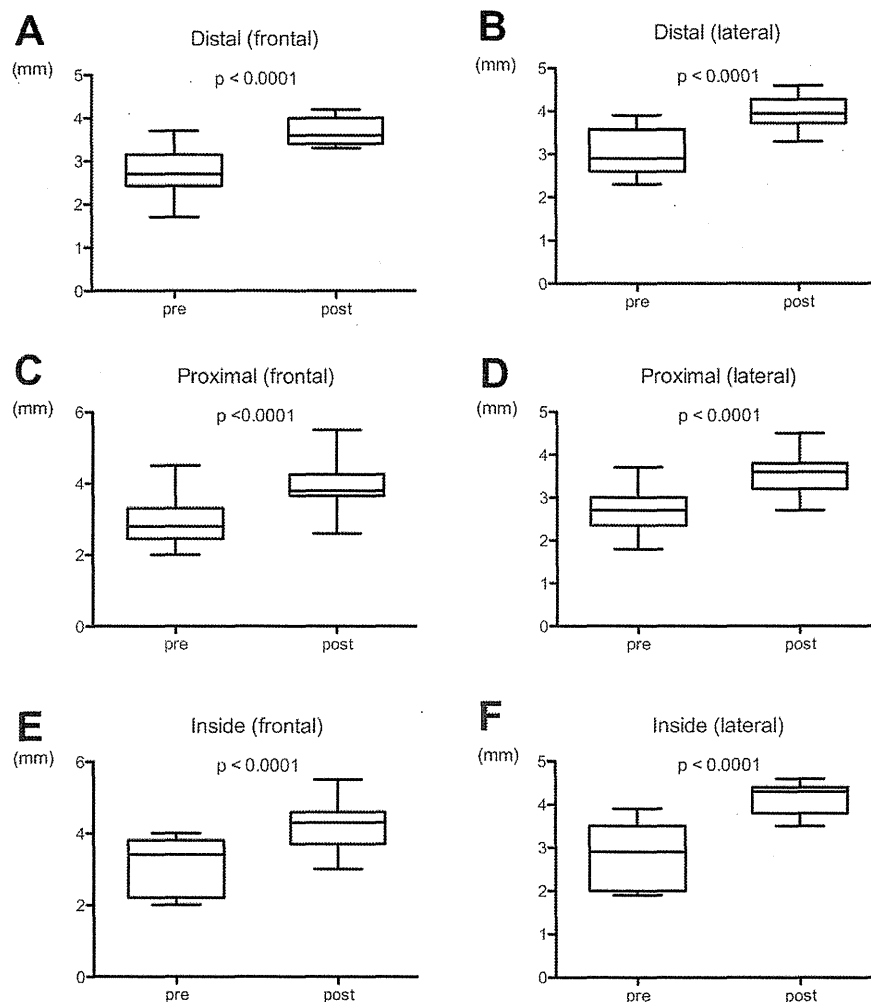 A
Distal (frontal)
(mm)
p < 0.0001
5
4
3
2
1
0
pre post
B
Distal (lateral)
(mm)
p < 0.0001
5
4
3
2
1
0
pre post
C
Proximal (frontal)
(mm)
p <0.0001
6
4
2
0
pre post
D
Proximal (lateral)
(mm)
p < 0.0001
5
4
3
2
1
0
pre post
E
Inside (frontal)
(mm)
p < 0.0001
6
4
2
0
pre post
F
Inside (lateral)
(mm)
p < 0.0001
5
4
3
2
1
0
pre post